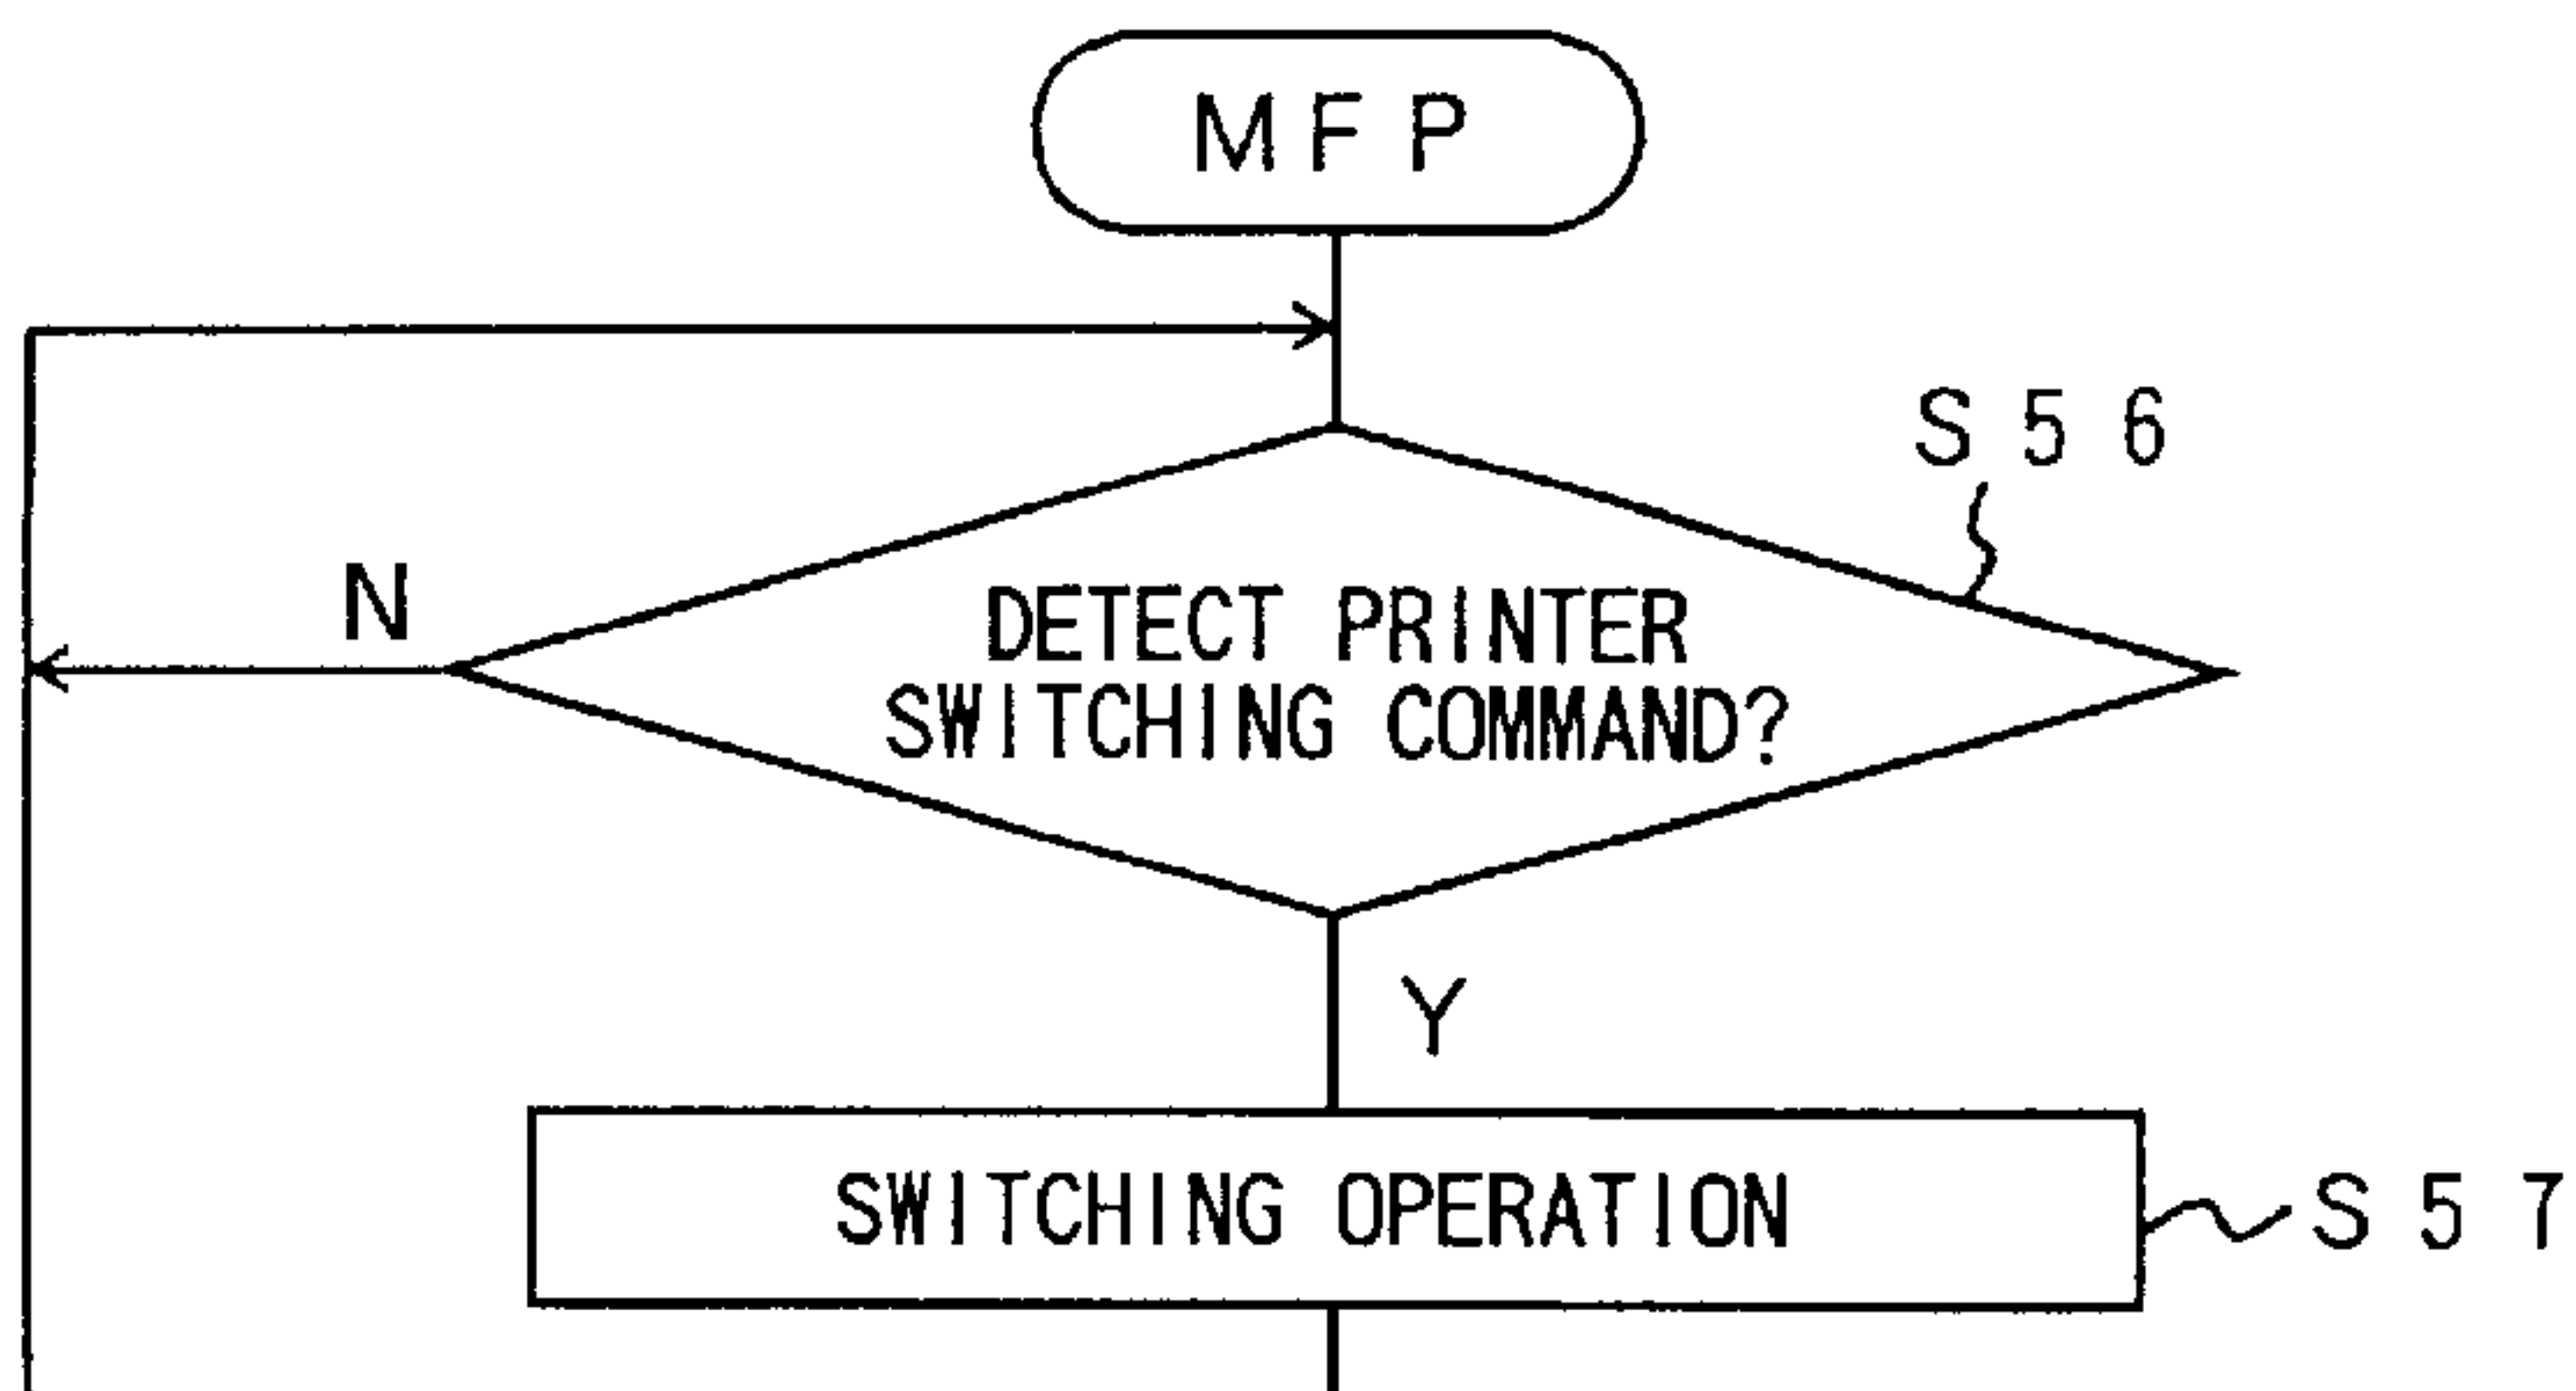 MFP
S56
N
DETECT PRINTER
SWITCHING COMMAND?
Y
SWITCHING OPERATION
S57